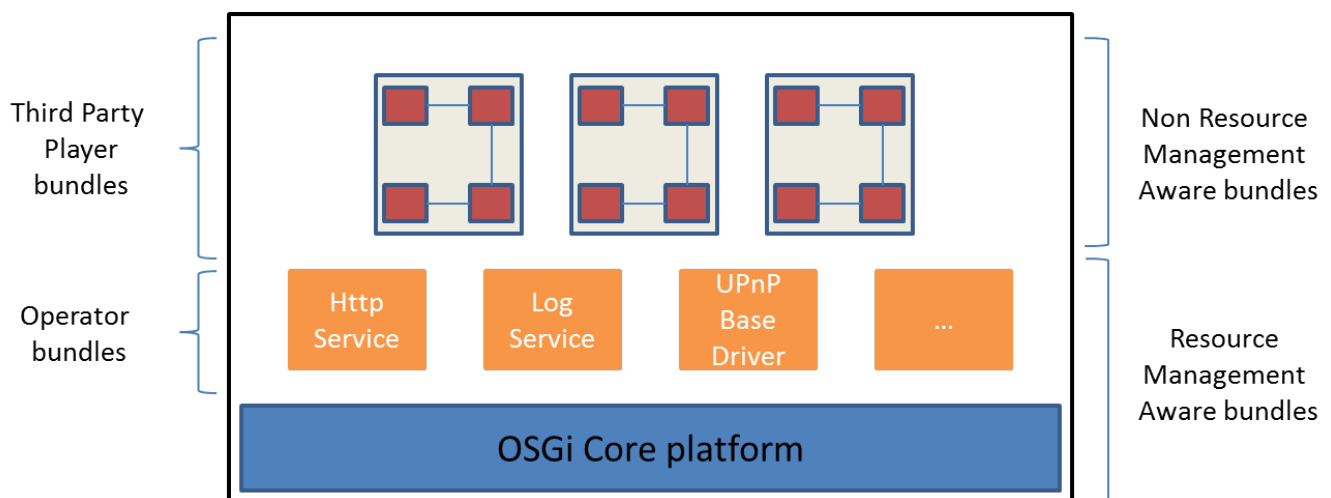 Third Party
Player
bundles
Non Resource
Management
Aware bundles
Operator
bundles
Http
Service
Log
Service
UPnP
Base
Driver
...
Resource
Management
Aware bundles
OSGi Core platform